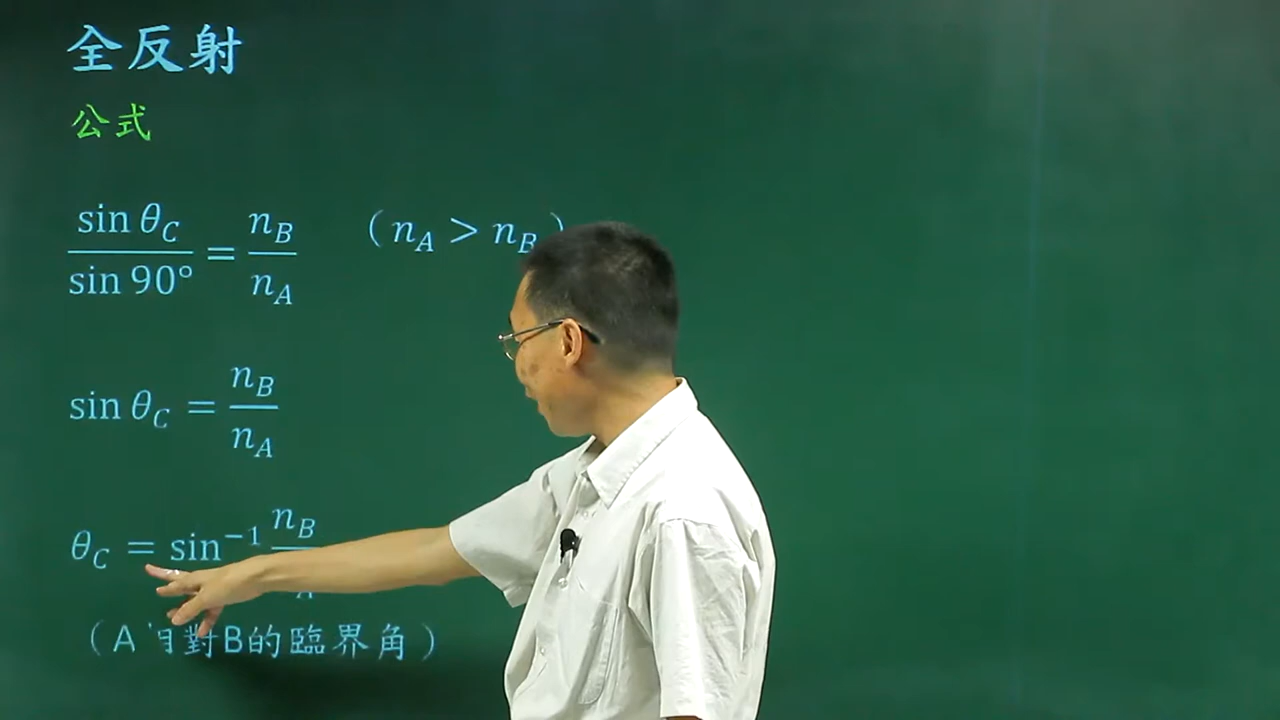 全反射
公式
sin θ_C / sin 90° = n_B / n_A （n_A > n_B）
sin θ_C = n_B / n_A
θ_C = sin⁻¹ n_B
（A 對B的臨界角）